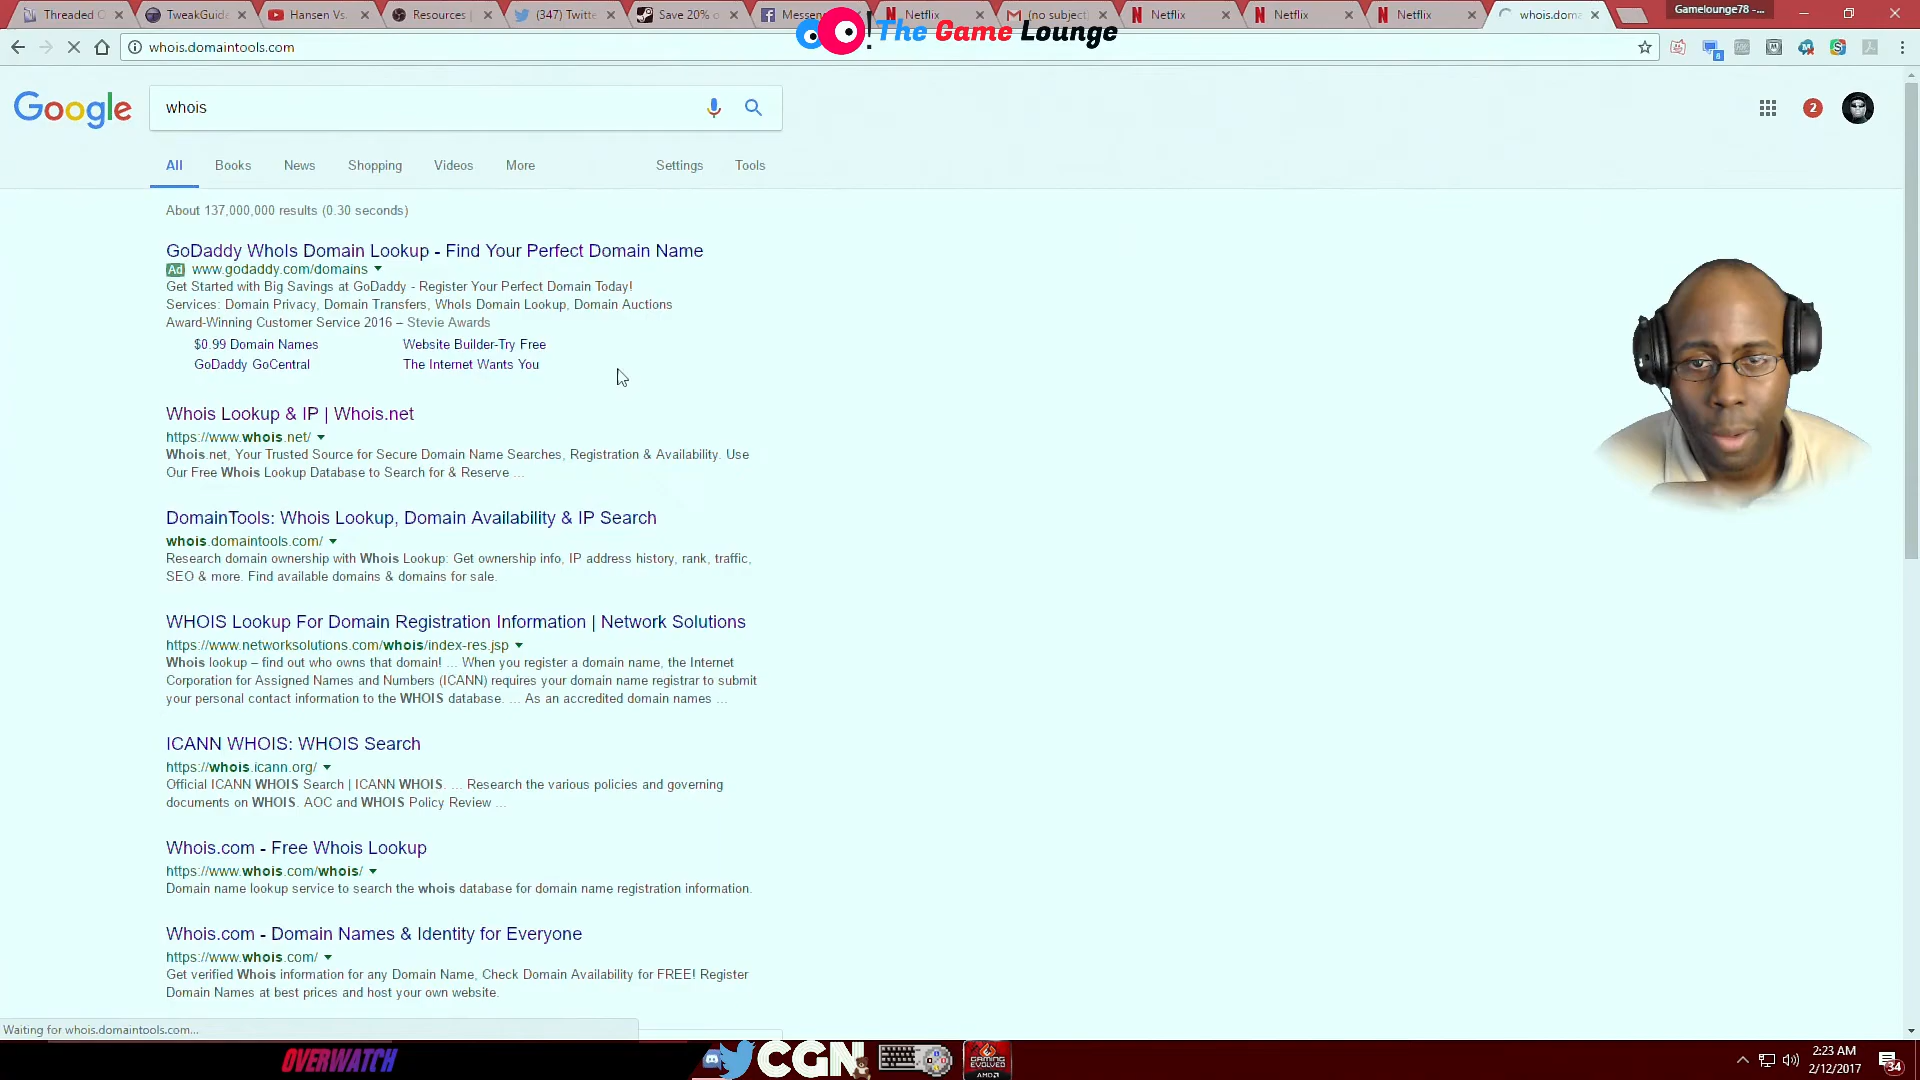 Threaded C
TweakGuid
Hansen Vs.
Resources |
(347) Twitt
Save 20% o
Messen
Netflix
(no subject)
Netflix
Netflix
Netflix
whois.doma
Gamelounge78 -...
whois.domaintools.com
! The Game Lounge
Google
whois
2
All Books News Shopping Videos More Settings Tools
About 137,000,000 results (0.30 seconds)
GoDaddy WhoIs Domain Lookup - Find Your Perfect Domain Name
Ad www.godaddy.com/domains
Get Started with Big Savings at GoDaddy - Register Your Perfect Domain Today!
Services: Domain Privacy, Domain Transfers, WhoIs Domain Lookup, Domain Auctions
Award-Winning Customer Service 2016 – Stevie Awards
$0.99 Domain Names Website Builder-Try Free
GoDaddy GoCentral The Internet Wants You
Whois Lookup & IP | Whois.net
https://www.whois.net/
Whois.net, Your Trusted Source for Secure Domain Name Searches, Registration & Availability. Use
Our Free Whois Lookup Database to Search for & Reserve ...
DomainTools: Whois Lookup, Domain Availability & IP Search
whois.domaintools.com/
Research domain ownership with Whois Lookup: Get ownership info, IP address history, rank, traffic,
SEO & more. Find available domains & domains for sale.
WHOIS Lookup For Domain Registration Information | Network Solutions
https://www.networksolutions.com/whois/index-res.jsp
Whois lookup – find out who owns that domain! ... When you register a domain name, the Internet
Corporation for Assigned Names and Numbers (ICANN) requires your domain name registrar to submit
your personal contact information to the WHOIS database. ... As an accredited domain names ...
ICANN WHOIS: WHOIS Search
https://whois.icann.org/
Official ICANN WHOIS Search | ICANN WHOIS. ... Research the various policies and governing
documents on WHOIS. AOC and WHOIS Policy Review ...
Whois.com - Free Whois Lookup
https://www.whois.com/whois/
Domain name lookup service to search the whois database for domain name registration information.
Whois.com - Domain Names & Identity for Everyone
https://www.whois.com/
Get verified Whois information for any Domain Name, Check Domain Availability for FREE! Register
Domain Names at best prices and host your own website.
Waiting for whois.domaintools.com...
OVERWATCH
CGN
GAMING
EVOLVED
AMD
2:23 AM
2/12/2017
34